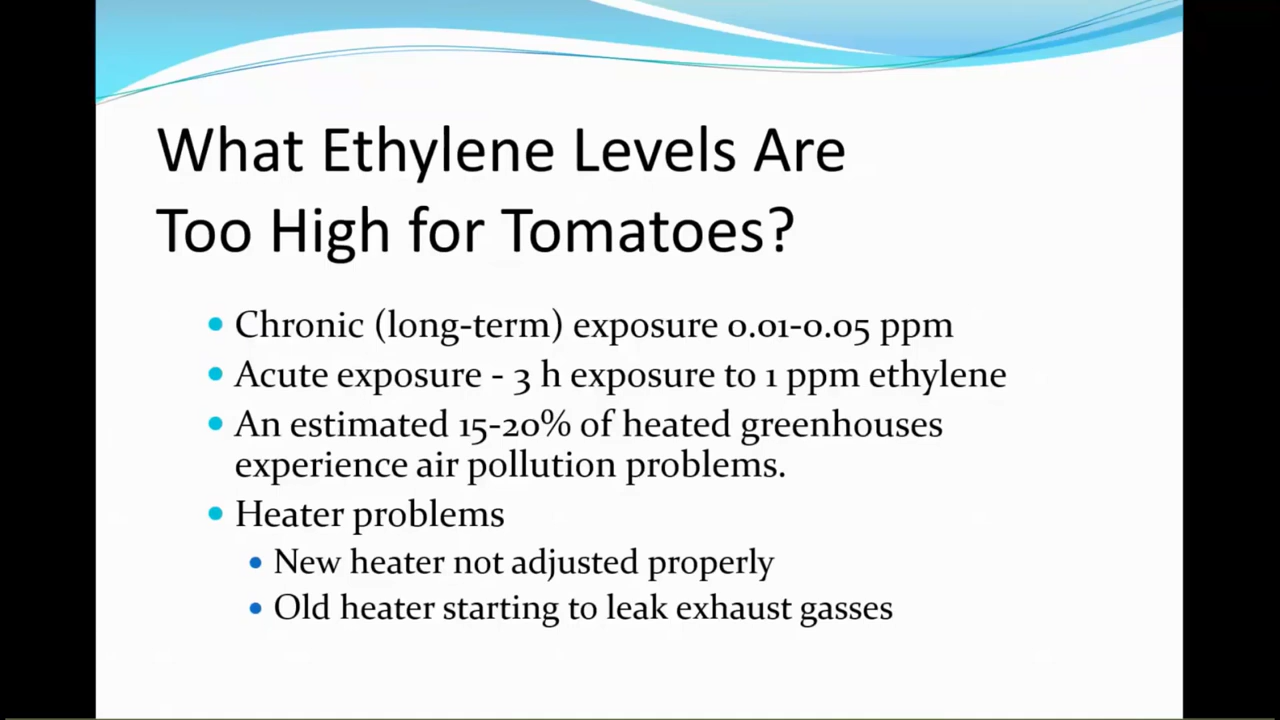 What Ethylene Levels Are
Too High for Tomatoes?
• Chronic (long-term) exposure 0.01-0.05 ppm
• Acute exposure - 3 h exposure to 1 ppm ethylene
• An estimated 15-20% of heated greenhouses
experience air pollution problems.
• Heater problems
• New heater not adjusted properly
• Old heater starting to leak exhaust gasses